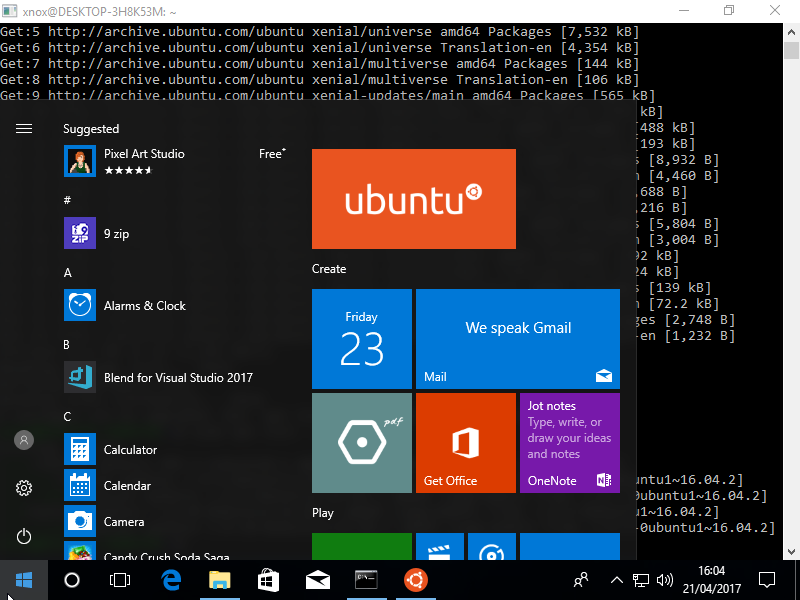 xnox@DESKTOP-3H8K53M: ~
Get:5 http://archive.ubuntu.com/ubuntu xenial/universe amd64 Packages [7,532 kB]
Get:6 http://archive.ubuntu.com/ubuntu xenial/universe Translation-en [4,354 kB]
Get:7 http://archive.ubuntu.com/ubuntu xenial/multiverse amd64 Packages [144 kB]
Get:8 http://archive.ubuntu.com/ubuntu xenial/multiverse Translation-en [106 kB]
Get:9 http://archive.ubuntu.com/ubuntu xenial-updates/main amd64 Packages [565 kB]
kB]
[488 kB]
[193 kB]
[8,932 B]
[4,460 B]
,688 B]
,216 B]
[5,804 B]
[3,004 B]
92 kB]
24 kB]
[139 kB]
[72.2 kB]
ges [2,748 B]
-en [1,232 B]
untu1~16.04.2]
0ubuntu1~16.04.2]
u1~16.04.2]
-0ubuntu1~16.04.2]
Suggested
Pixel Art Studio
Free*
#
9 zip
A
Alarms & Clock
B
Blend for Visual Studio 2017
C
Calculator
Calendar
Camera
Candy Crush Soda Saga
ubuntu
Create
Friday
23
We speak Gmail
Mail
pdf
Get Office
Jot notes
Type, write, or
draw your ideas
and notes
OneNote
Play
16:04
21/04/2017